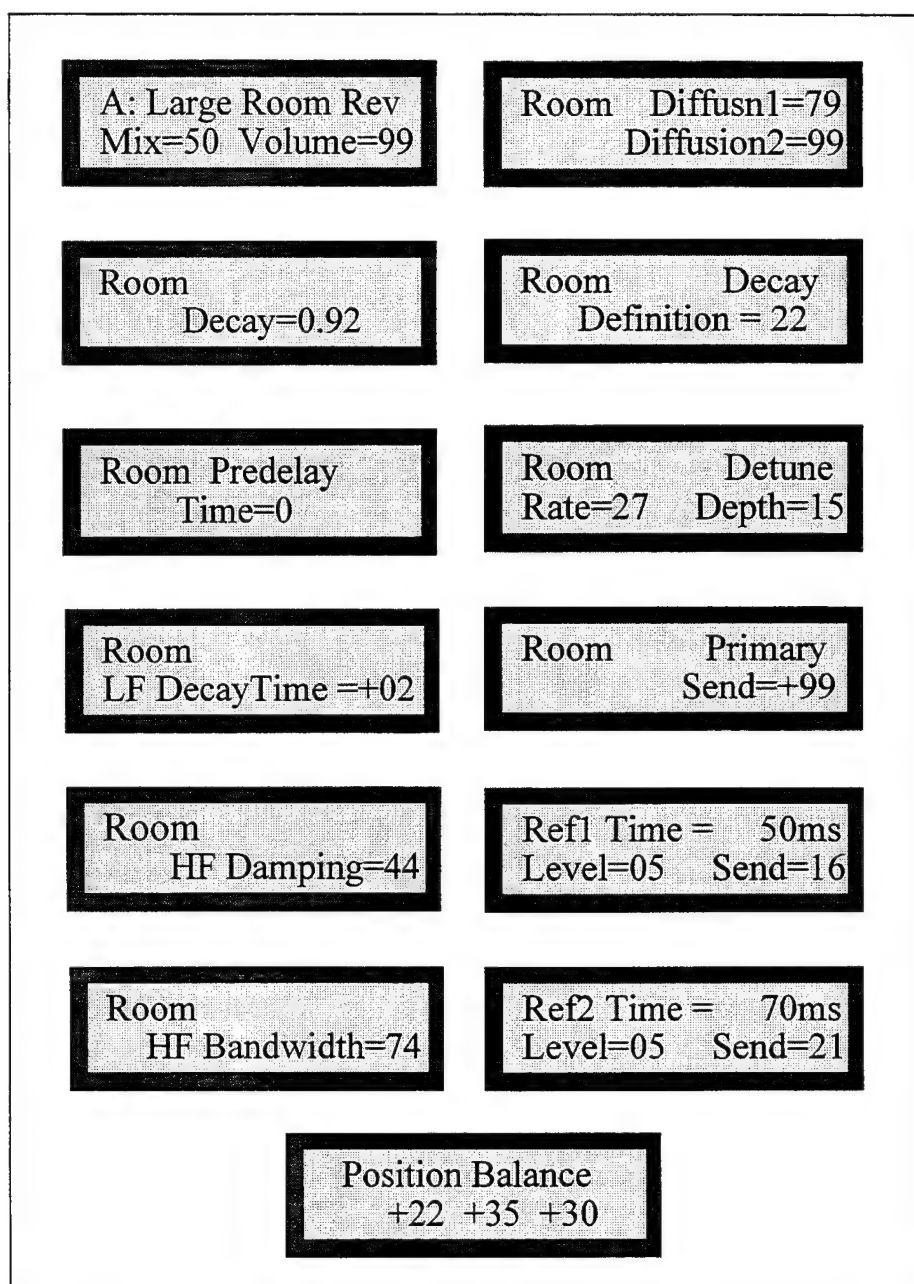 A: Large Room Rev
Mix=50 Volume=99
Room
Decay=0.92
Room Predelay
Time=0
Room
LF DecayTime =+02
Room
HF Damping=44
Room
HF Bandwidth=74
Room Diffusn1=79
Diffusion2=99
Room Decay
Definition = 22
Room Detune
Rate=27 Depth=15
Room Primary
Send=+99
Ref1 Time = 50ms
Level=05 Send=16
Ref2 Time = 70ms
Level=05 Send=21
Position Balance
+22 +35 +30